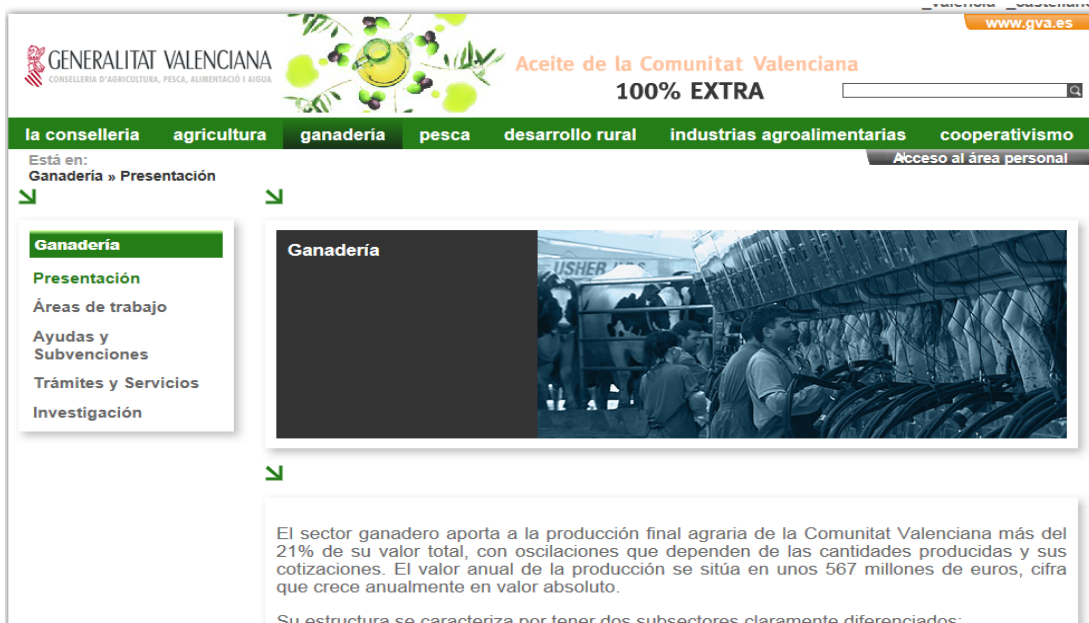 _valencià _castellano
www.gva.es
GENERALITAT VALENCIANA
CONSELLERIA D'AGRICULTURA, PESCA, ALIMENTACIÓ I AIGUA
Aceite de la Comunitat Valenciana
100% EXTRA
la conselleria agricultura ganadería pesca desarrollo rural industrias agroalimentarias cooperativismo
Está en:
Acceso al área personal
Ganadería » Presentación
Ganadería
Presentación
Áreas de trabajo
Ayudas y
Subvenciones
Trámites y Servicios
Investigación
Ganadería
USHER
El sector ganadero aporta a la producción final agraria de la Comunitat Valenciana más del
21% de su valor total, con oscilaciones que dependen de las cantidades producidas y sus
cotizaciones. El valor anual de la producción se sitúa en unos 567 millones de euros, cifra
que crece anualmente en valor absoluto.
Su estructura se caracteriza por tener dos subsectores claramente diferenciados: